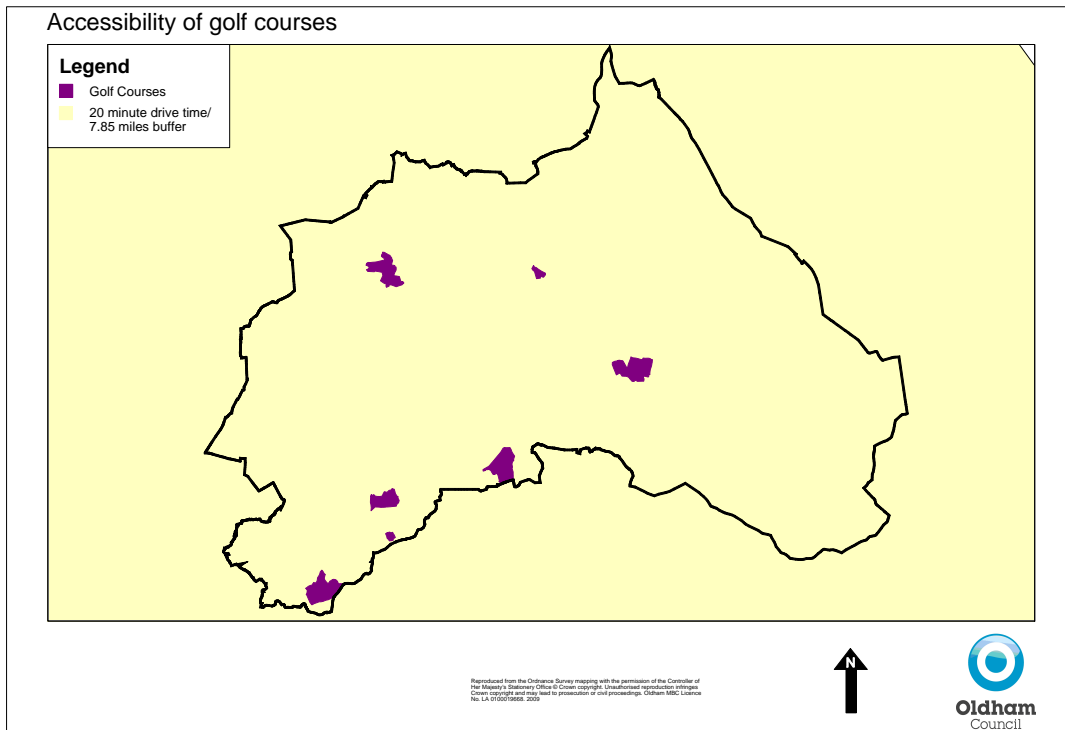 Accessibility of golf courses
Legend
Golf Courses
20 minute drive time/
7.85 miles buffer
N
Reproduced from the Ordnance Survey mapping with the permission of the Controller of
Her Majesty's Stationery Office © Crown copyright. Unauthorised reproduction infringes
Crown copyright and may lead to prosecution or civil proceedings. Oldham MBC Licence
No. LA 0100019668. 2009
Oldham
Council